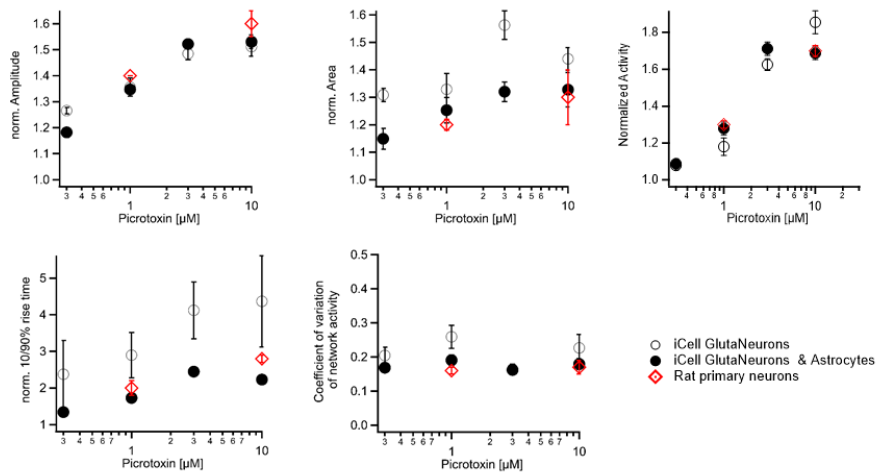 norm. Amplitude
1.6
1.5
1.4
1.3
1.2
1.1
1.0
3 4 5 6 1 2 3 4 5 6 10
Picrotoxin [µM]
norm. Area
1.6
1.5
1.4
1.3
1.2
1.1
1.0
3 4 5 6 1 2 3 4 5 6 10
Picrotoxin [µM]
Normalized Activity
1.8
1.6
1.4
1.2
1.0
4 6 8 1 2 4 6 8 10 2
Picrotoxin [µM]
norm. 10/90% rise time
5
4
3
2
1
3 4 5 6 7 1 2 3 4 5 6 7 10
Picrotoxin [µM]
Coefficient of variation
of network activity
0.5
0.4
0.3
0.2
0.1
0.0
3 4 5 6 7 1 2 3 4 5 6 7 10
Picrotoxin [µM]
iCell GlutaNeurons
iCell GlutaNeurons & Astrocytes
Rat primary neurons